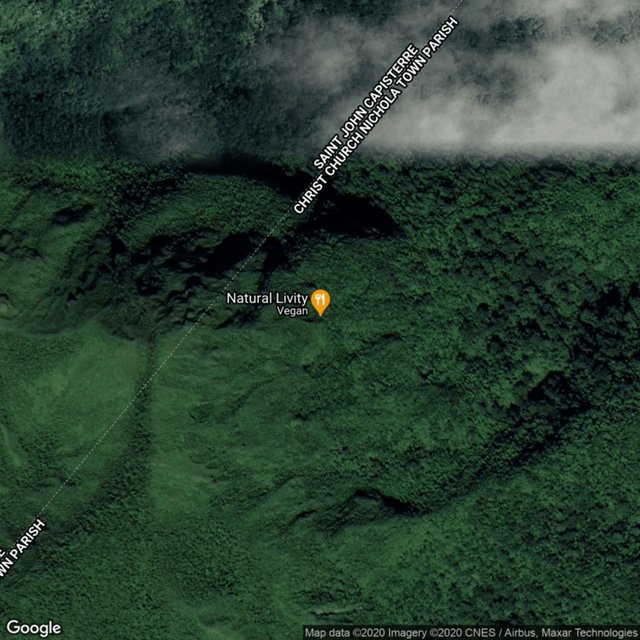 SAINT JOHN CAPISTERRE
CHRIST CHURCH NICHOLA TOWN PARISH
Natural Livity
Vegan
WN PARISH
Google
Map data ©2020 Imagery ©2020 CNES / Airbus, Maxar Technologies